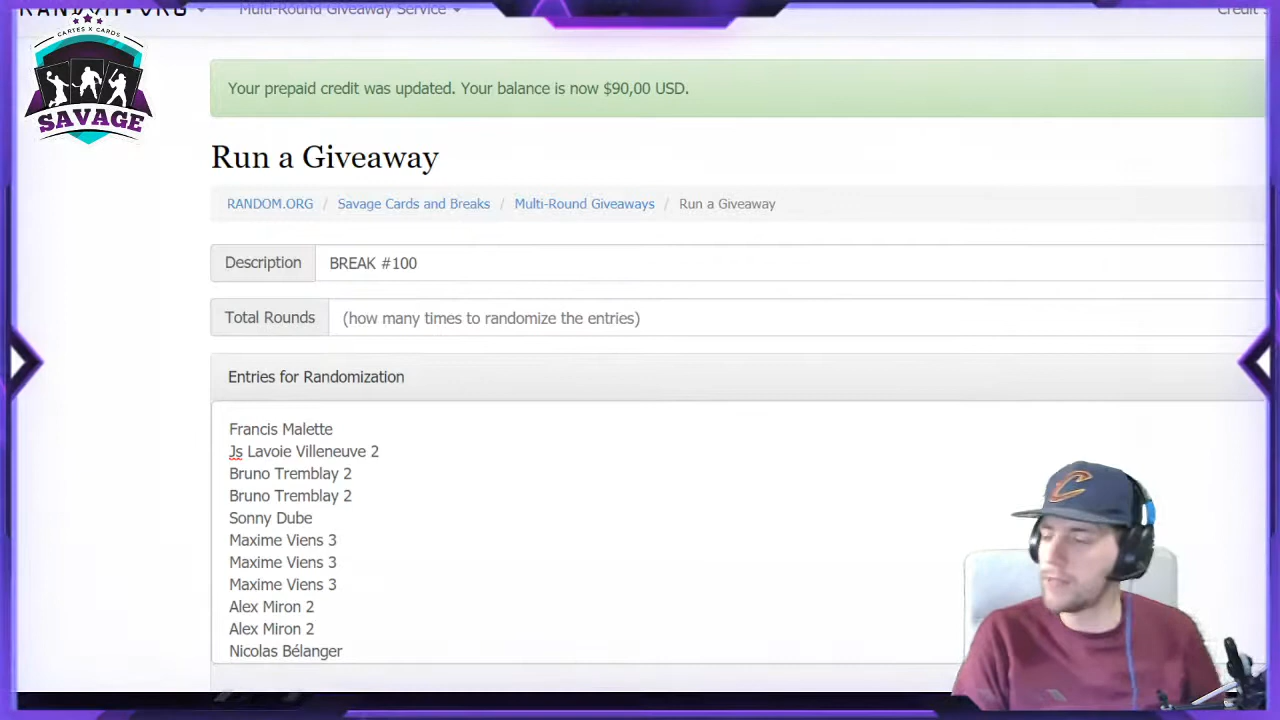 RANDOM.ORG
Multi-Round Giveaway Service
Credit
CARTES X CARDS
SAVAGE
Your prepaid credit was updated. Your balance is now $90,00 USD.
Run a Giveaway
RANDOM.ORG / Savage Cards and Breaks / Multi-Round Giveaways / Run a Giveaway
Description BREAK #100
Total Rounds (how many times to randomize the entries)
Entries for Randomization
Francis Malette
Js Lavoie Villeneuve 2
Bruno Tremblay 2
Bruno Tremblay 2
Sonny Dube
Maxime Viens 3
Maxime Viens 3
Maxime Viens 3
Alex Miron 2
Alex Miron 2
Nicolas Bélanger